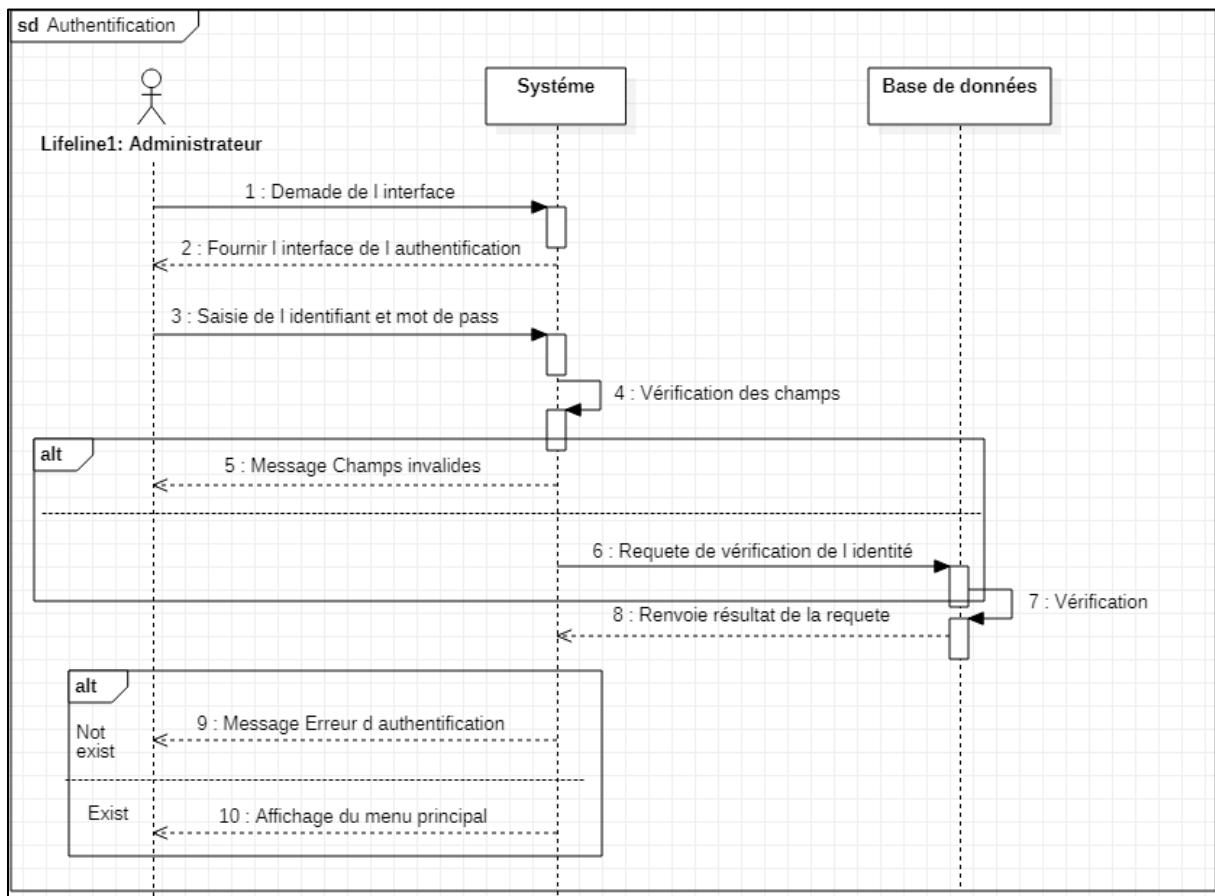 sd Authentification
Systéme
Base de données
Lifeline1: Administrateur
1 : Demade de l interface
2 : Fournir l interface de l authentification
3 : Saisie de l identifiant et mot de pass
4 : Vérification des champs
alt
5 : Message Champs invalides
6 : Requete de vérification de l identité
7 : Vérification
8 : Renvoie résultat de la requete
alt
9 : Message Erreur d authentification
Not
exist
Exist
10 : Affichage du menu principal